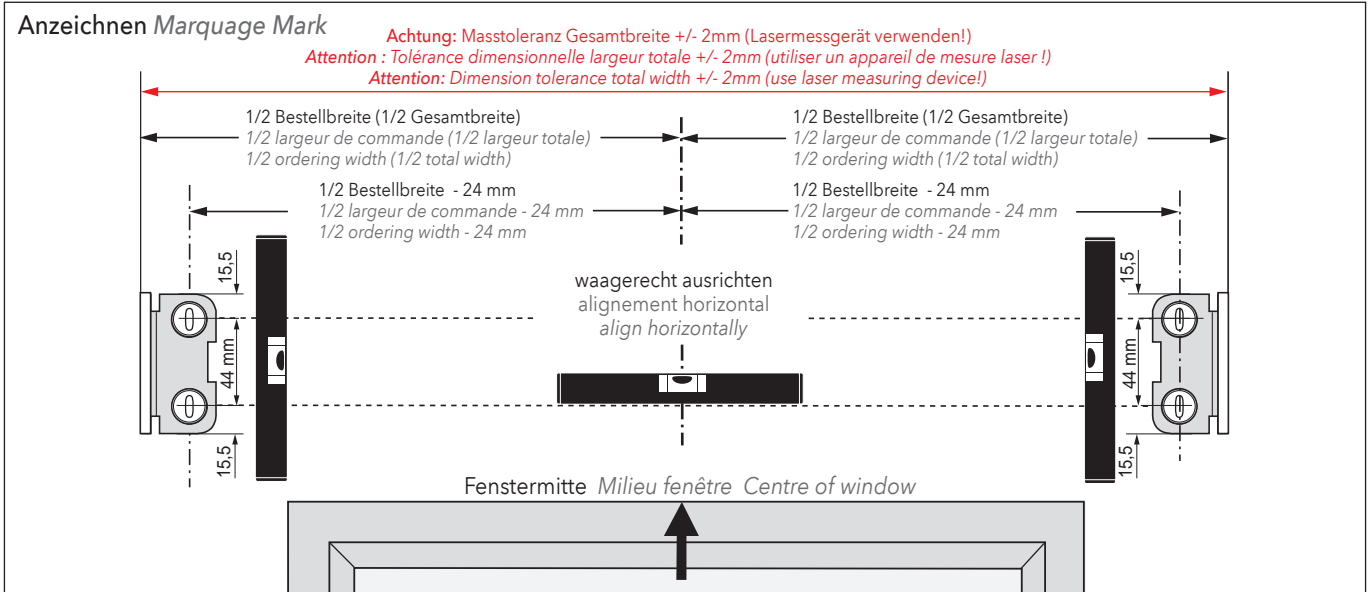 Anzeichnen Marquage Mark
Achtung: Masstoleranz Gesamtbreite +/- 2mm (Lasermessgerät verwenden!)
Attention : Tolérance dimensionnelle largeur totale +/- 2mm (utiliser un appareil de mesure laser !)
Attention: Dimension tolerance total width +/- 2mm (use laser measuring device!)
1/2 Bestellbreite (1/2 Gesamtbreite)
1/2 largeur de commande (1/2 largeur totale)
1/2 ordering width (1/2 total width)
1/2 Bestellbreite (1/2 Gesamtbreite)
1/2 largeur de commande (1/2 largeur totale)
1/2 ordering width (1/2 total width)
1/2 Bestellbreite - 24 mm
1/2 largeur de commande - 24 mm
1/2 ordering width - 24 mm
1/2 Bestellbreite - 24 mm
1/2 largeur de commande - 24 mm
1/2 ordering width - 24 mm
15,5
44 mm
15,5
waagerecht ausrichten
alignement horizontal
align horizontally
15,5
44 mm
15,5
Fenstermitte Milieu fenêtre Centre of window